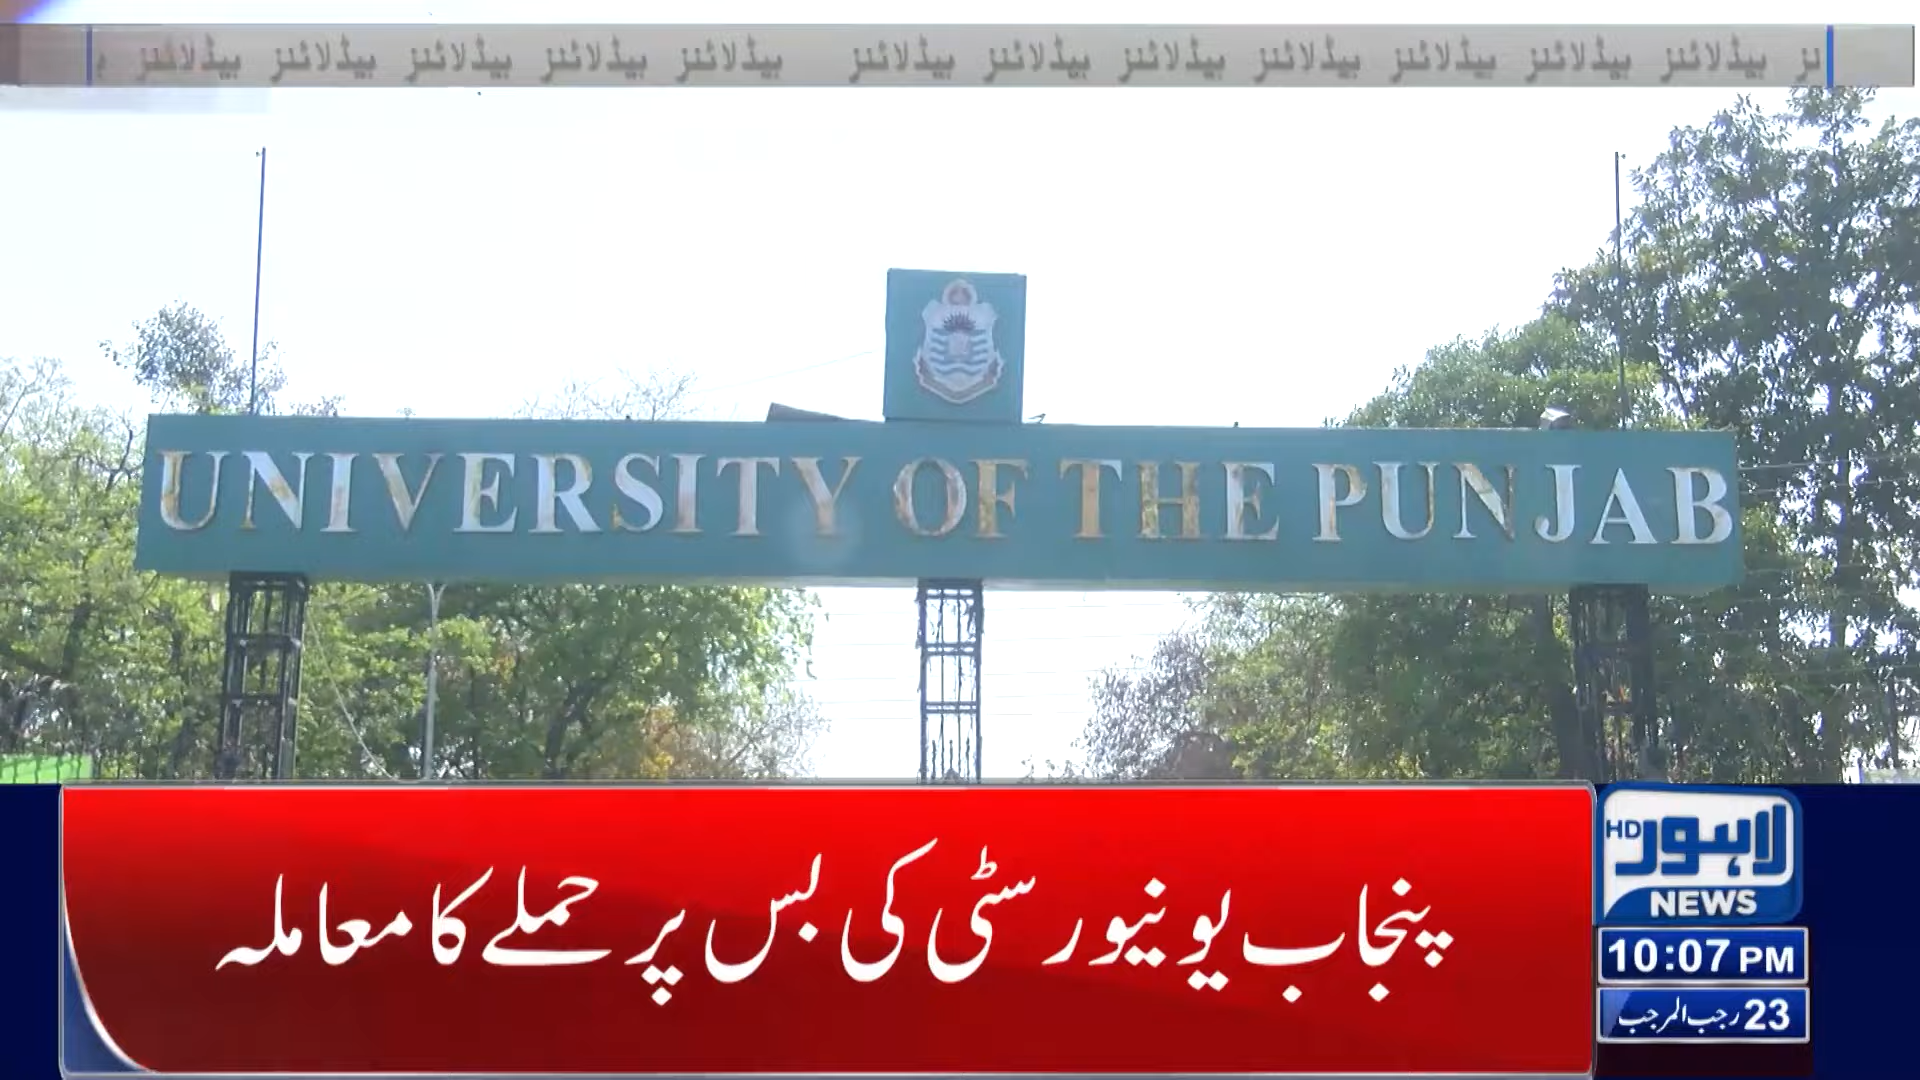 ہیڈلائنز ہیڈلائنز ہیڈلائنز ہیڈلائنز ہیڈلائنز ہیڈلائنز ہیڈلائنز ہیڈلائنز ہیڈلائنز ہیڈلائنز ہیڈلائنز
UNIVERSITY OF THE PUNJAB
پنجاب یونیورسٹی کی بس پر حملے کا معاملہ
لاہور HD
NEWS
10:07 PM
23 رجب المرجب